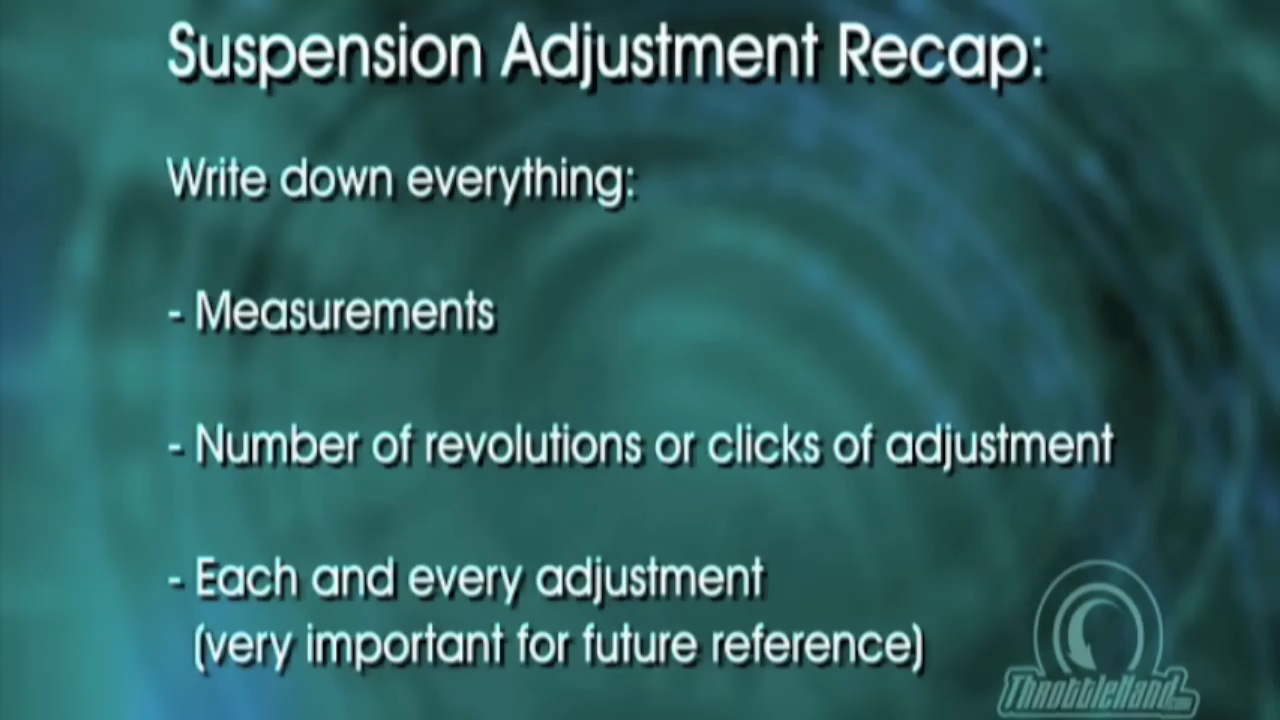 Suspension Adjustment Recap:
Write down everything:
- Measurements
- Number of revolutions or clicks of adjustment
- Each and every adjustment
(very important for future reference)
ThrottleHand